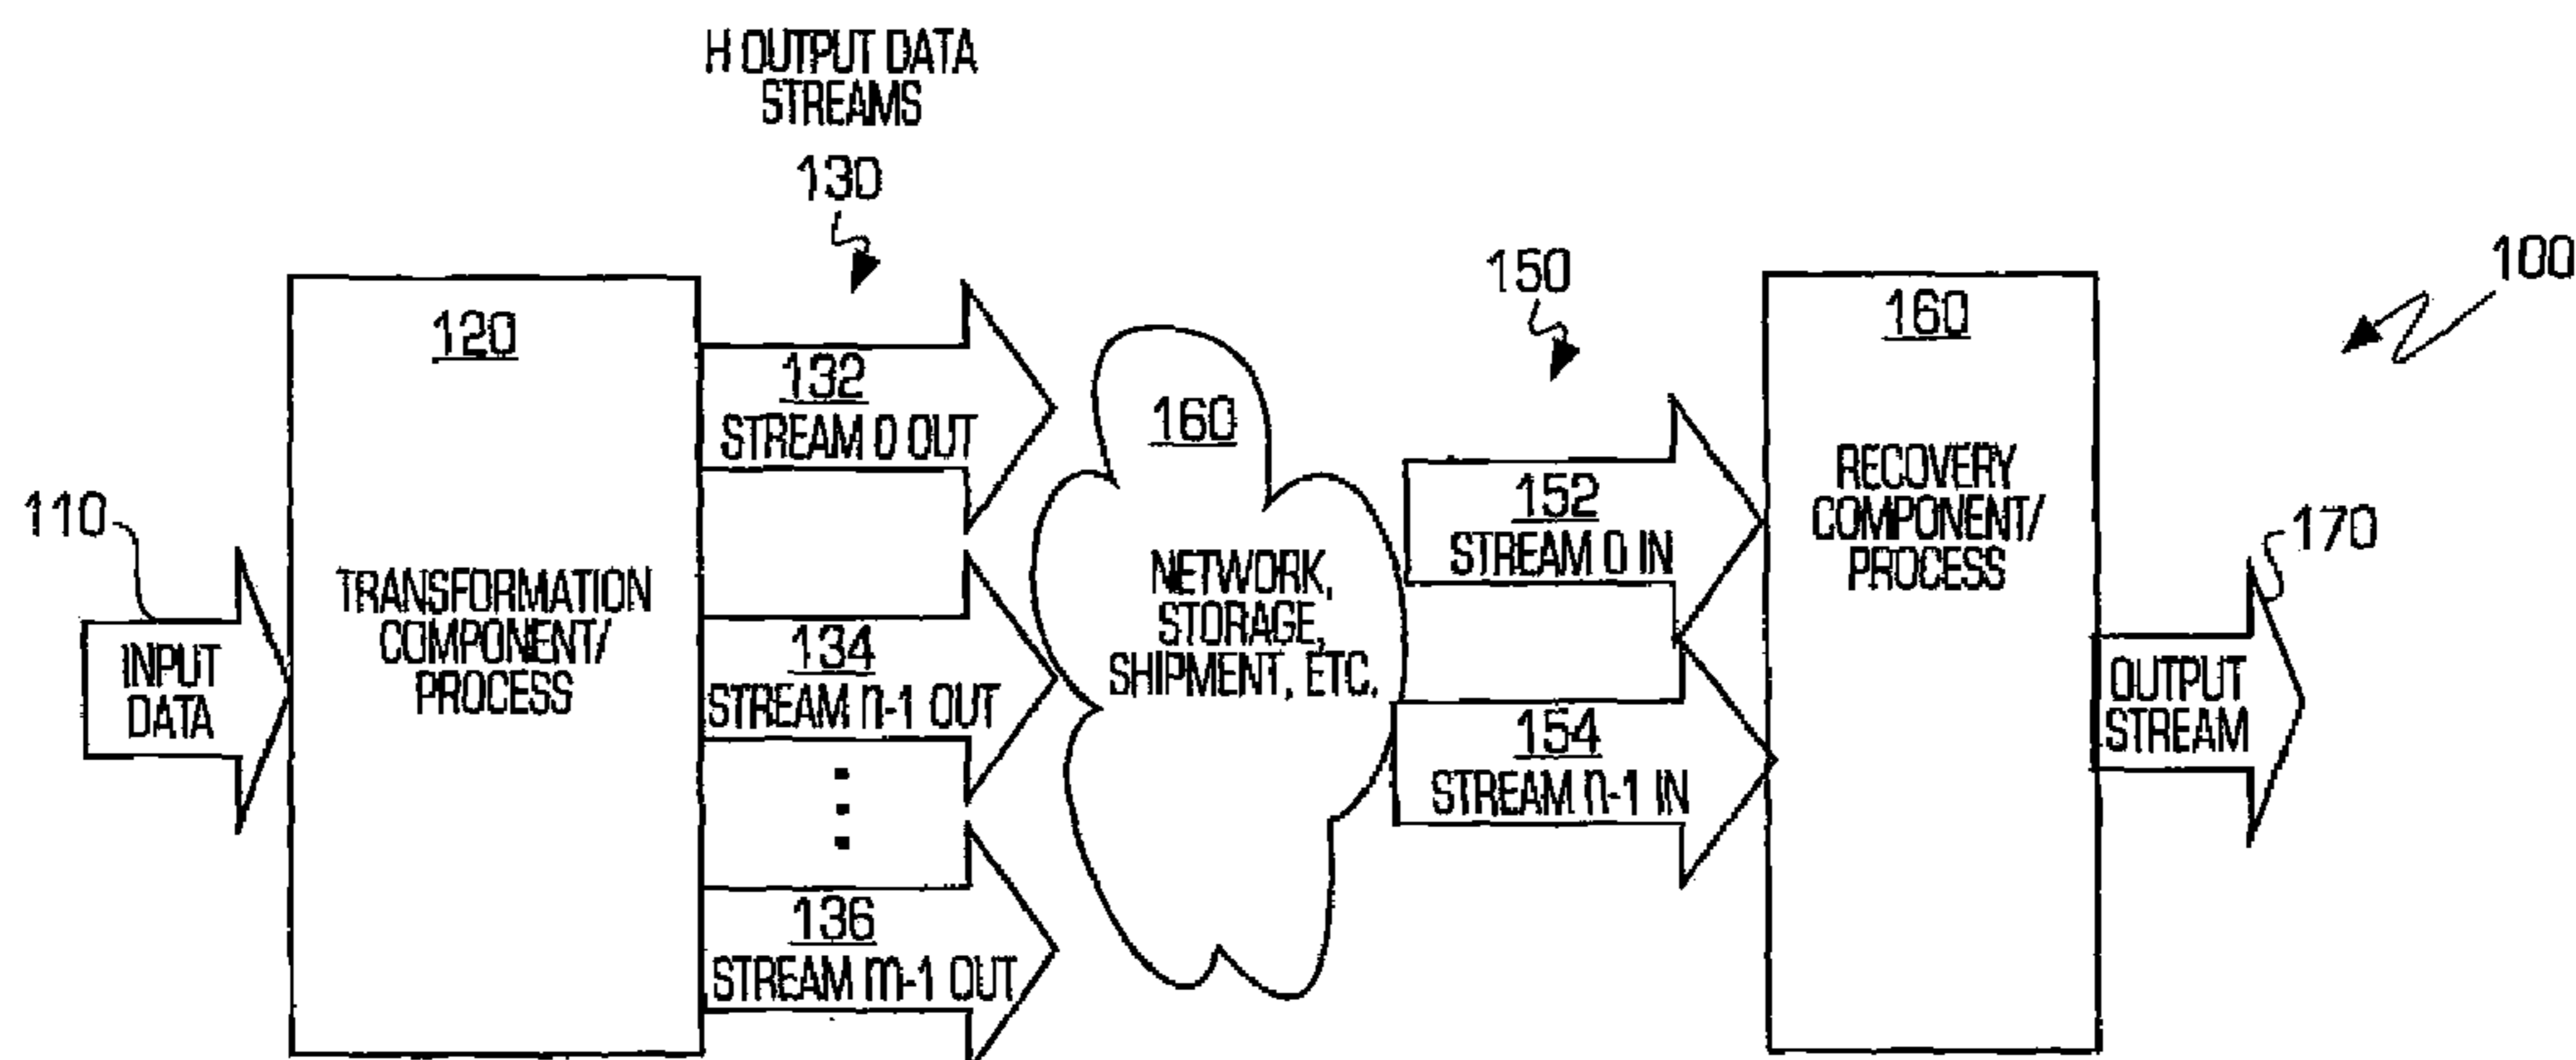 H OUTPUT DATA
STREAMS
130
100
150
120
160
132
STREAM 0 OUT
160
110
152
STREAM 0 IN
RECOVERY
COMPONENT/
PROCESS
170
TRANSFORMATION
COMPONENT/
PROCESS
NETWORK,
STORAGE,
SHIPMENT, ETC.
INPUT
DATA
134
STREAM n-1 OUT
OUTPUT
STREAM
154
STREAM n-1 IN
136
STREAM m-1 OUT